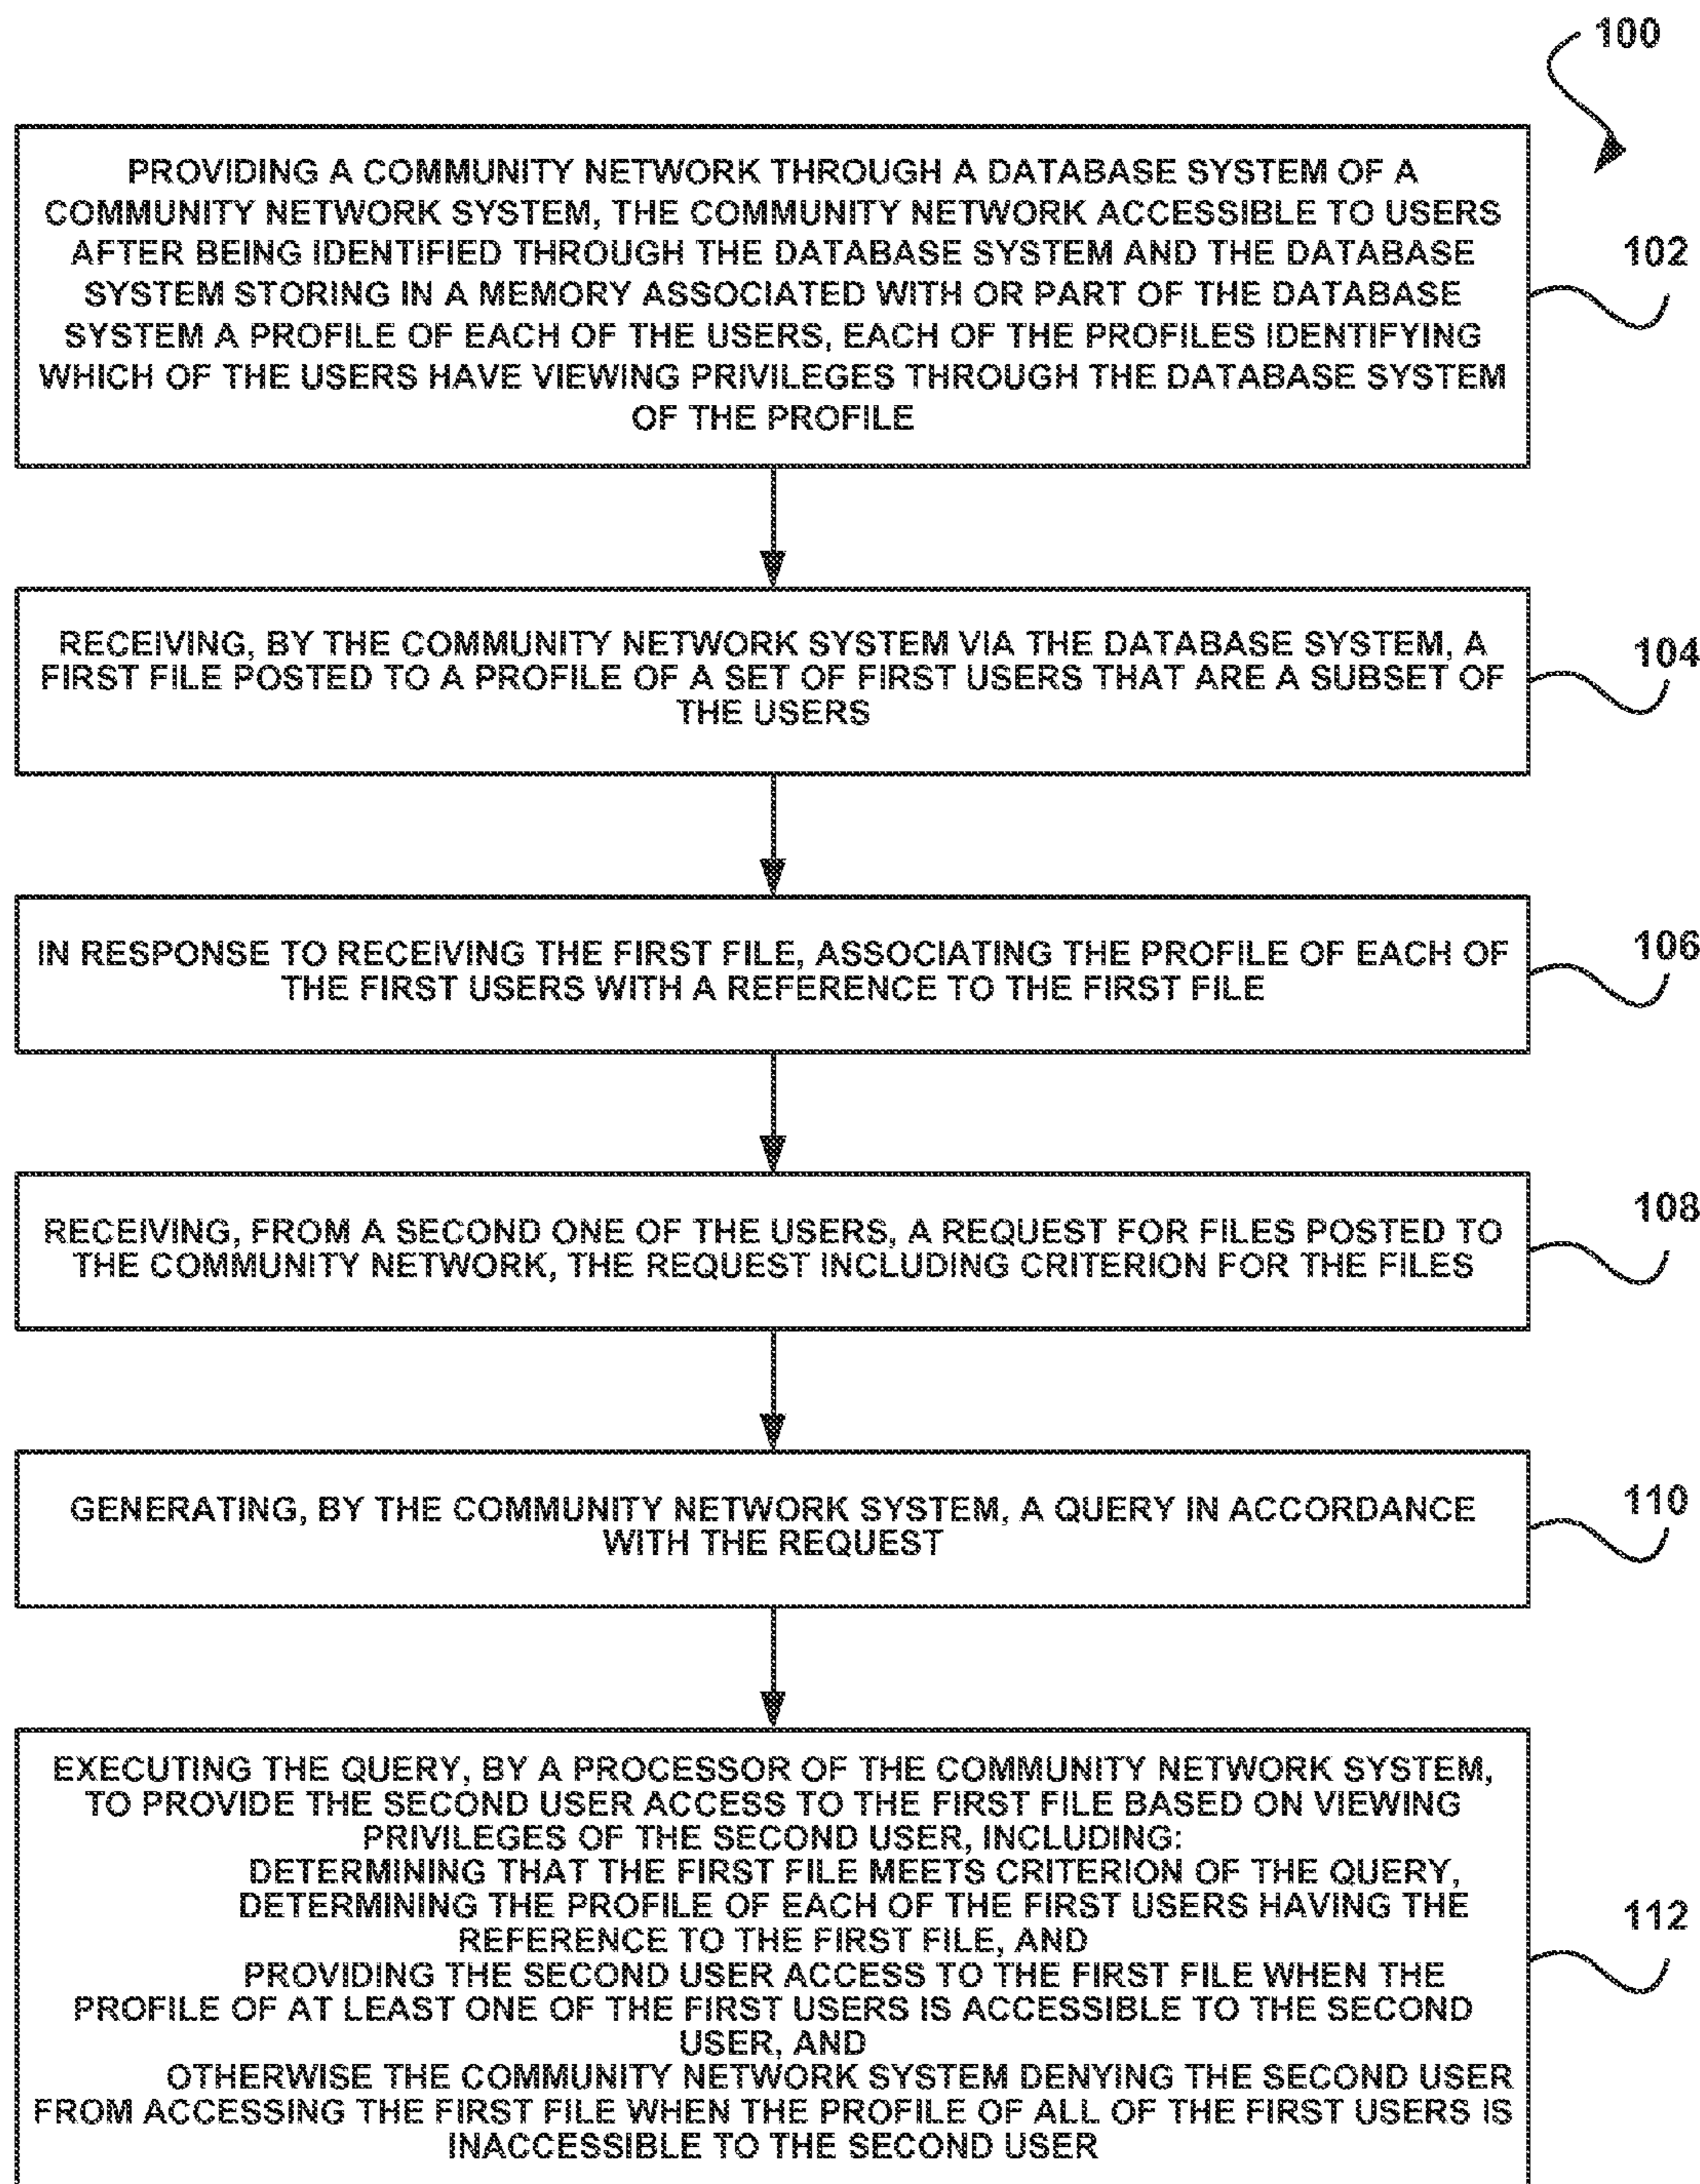 100
PROVIDING A COMMUNITY NETWORK THROUGH A DATABASE SYSTEM OF A
COMMUNITY NETWORK SYSTEM, THE COMMUNITY NETWORK ACCESSIBLE TO USERS
AFTER BEING IDENTIFIED THROUGH THE DATABASE SYSTEM AND THE DATABASE
SYSTEM STORING IN A MEMORY ASSOCIATED WITH OR PART OF THE DATABASE
SYSTEM A PROFILE OF EACH OF THE USERS, EACH OF THE PROFILES IDENTIFYING
WHICH OF THE USERS HAVE VIEWING PRIVILEGES THROUGH THE DATABASE SYSTEM
OF THE PROFILE
102
RECEIVING, BY THE COMMUNITY NETWORK SYSTEM VIA THE DATABASE SYSTEM, A
FIRST FILE POSTED TO A PROFILE OF A SET OF FIRST USERS THAT ARE A SUBSET OF
THE USERS
104
IN RESPONSE TO RECEIVING THE FIRST FILE, ASSOCIATING THE PROFILE OF EACH OF
THE FIRST USERS WITH A REFERENCE TO THE FIRST FILE
106
RECEIVING, FROM A SECOND ONE OF THE USERS, A REQUEST FOR FILES POSTED TO
THE COMMUNITY NETWORK, THE REQUEST INCLUDING CRITERION FOR THE FILES
108
GENERATING, BY THE COMMUNITY NETWORK SYSTEM, A QUERY IN ACCORDANCE
WITH THE REQUEST
110
EXECUTING THE QUERY, BY A PROCESSOR OF THE COMMUNITY NETWORK SYSTEM,
TO PROVIDE THE SECOND USER ACCESS TO THE FIRST FILE BASED ON VIEWING
PRIVILEGES OF THE SECOND USER, INCLUDING:
DETERMINING THAT THE FIRST FILE MEETS CRITERION OF THE QUERY,
DETERMINING THE PROFILE OF EACH OF THE FIRST USERS HAVING THE
REFERENCE TO THE FIRST FILE, AND
PROVIDING THE SECOND USER ACCESS TO THE FIRST FILE WHEN THE
PROFILE OF AT LEAST ONE OF THE FIRST USERS IS ACCESSIBLE TO THE SECOND
USER, AND
OTHERWISE THE COMMUNITY NETWORK SYSTEM DENYING THE SECOND USER
FROM ACCESSING THE FIRST FILE WHEN THE PROFILE OF ALL OF THE FIRST USERS IS
INACCESSIBLE TO THE SECOND USER
112